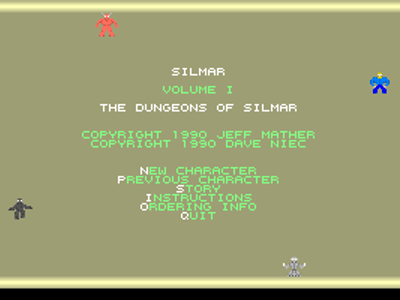 SILMAR
VOLUME I
THE DUNGEONS OF SILMAR
COPYRIGHT 1990 JEFF MATHER
COPYRIGHT 1990 DAVE NIEC
NEW CHARACTER
PREVIOUS CHARACTER
STORY
INSTRUCTIONS
ORDERING INFO
QUIT